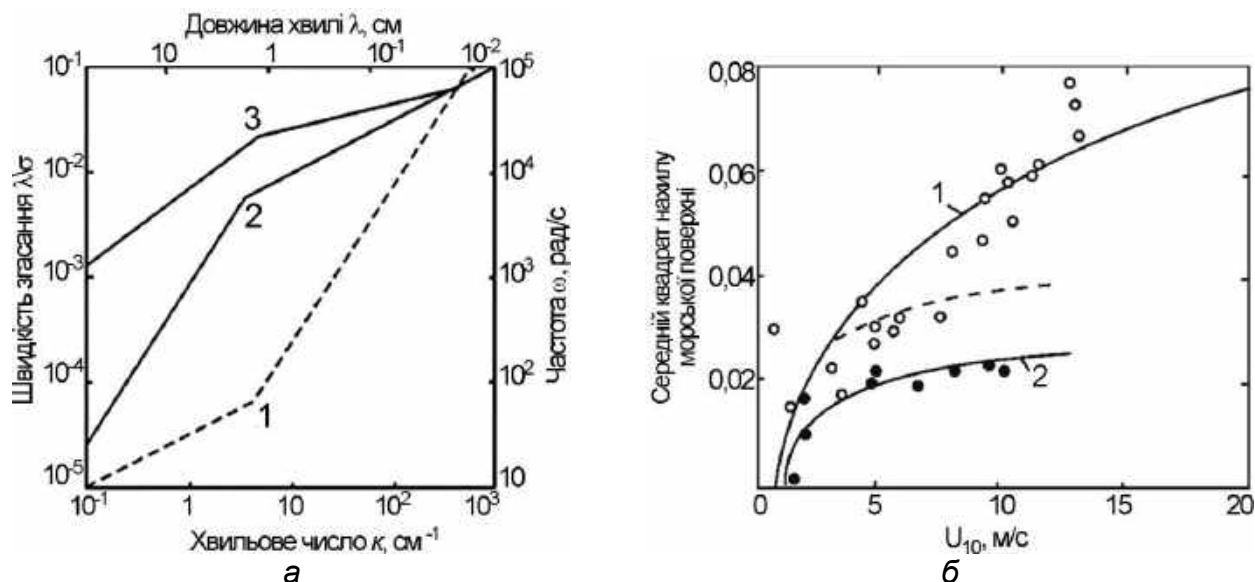 Довжина хвилі λ, см
10 1 10⁻¹ 10⁻²
10⁻¹
10⁻²
10⁻³
10⁻⁴
10⁻⁵
Швидкість згасання λ/σ
3
2
1
10⁵
10⁴
10³
10²
10
Частота ω, рад/с
10⁻¹ 1 10 10² 10³
Хвильове число κ, см⁻¹
а
0,08
0,06
0,04
0,02
Середній квадрат нахилу
морської поверхні
1
2
0 5 10 15 20
U₁₀, м/с
б